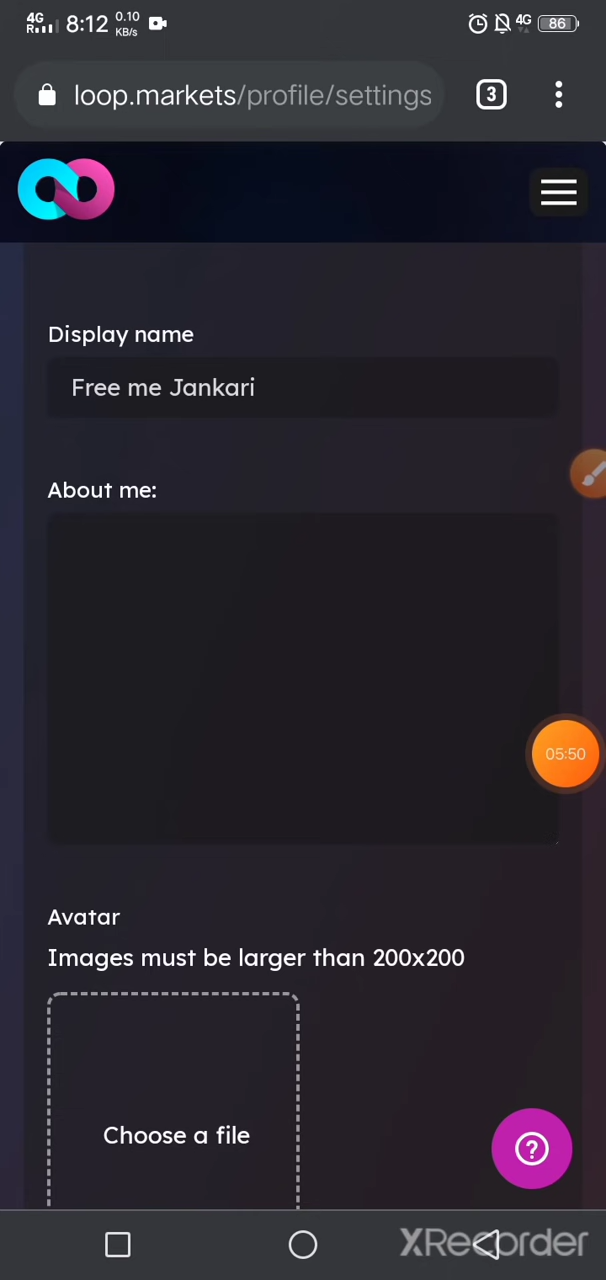 4G
R
8:12
0.10
KB/s
4G
86
loop.markets/profile/settings
3
Display name
Free me Jankari
About me:
05:50
Avatar
Images must be larger than 200x200
Choose a file
?
XRecorder